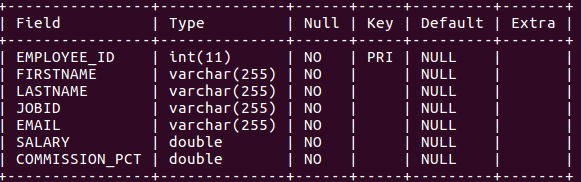 +----------------+--------------+------+-----+---------+-------+
| Field          | Type         | Null | Key | Default | Extra |
+----------------+--------------+------+-----+---------+-------+
| EMPLOYEE_ID    | int(11)      | NO   | PRI | NULL    |       |
| FIRSTNAME      | varchar(255) | NO   |     | NULL    |       |
| LASTNAME       | varchar(255) | NO   |     | NULL    |       |
| JOBID          | varchar(255) | NO   |     | NULL    |       |
| EMAIL          | varchar(255) | NO   |     | NULL    |       |
| SALARY         | double       | NO   |     | NULL    |       |
| COMMISSION_PCT | double       | NO   |     | NULL    |       |
+----------------+--------------+------+-----+---------+-------+